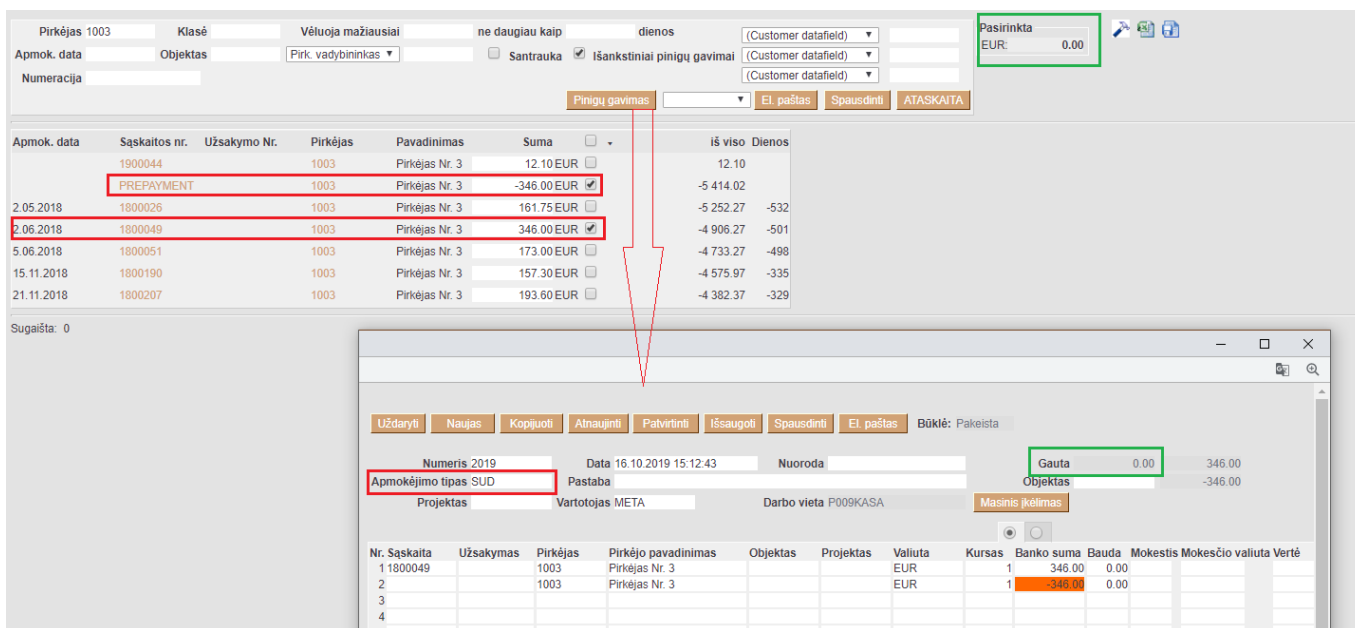 Pirkėjas 1003 Klasė Vėluoja mažiausiai ne daugiau kaip dienos (Customer datafield) Pasirinkta
Apmok. data Objektas Pirk. vadybininkas Santrauka Išankstiniai pinigų gavimai (Customer datafield) EUR: 0.00
Numeracija (Customer datafield)
Pinigų gavimas El. paštas Spausdinti ATASKAITA
Apmok. data Sąskaitos nr. Užsakymo Nr. Pirkėjas Pavadinimas Suma iš viso Dienos
1900044 1003 Pirkėjas Nr. 3 12.10 EUR 12.10
PREPAYMENT 1003 Pirkėjas Nr. 3 -346.00 EUR -5 414.02
2.05.2018 1800026 1003 Pirkėjas Nr. 3 161.75 EUR -5 252.27 -532
2.06.2018 1800049 1003 Pirkėjas Nr. 3 346.00 EUR -4 906.27 -501
5.06.2018 1800051 1003 Pirkėjas Nr. 3 173.00 EUR -4 733.27 -498
15.11.2018 1800190 1003 Pirkėjas Nr. 3 157.30 EUR -4 575.97 -335
21.11.2018 1800207 1003 Pirkėjas Nr. 3 193.60 EUR -4 382.37 -329
Sugaišta: 0
Uždaryti Naujas Kopijuoti Atnaujinti Patvirtinti Išsaugoti Spausdinti El. paštas Būklė: Pakeista
Numeris 2019 Data 16.10.2019 15:12:43 Nuoroda Gauta 0.00 346.00
Apmokėjimo tipas SUD Pastaba Objektas -346.00
Projektas Vartotojas META Darbo vieta P009KASA Masinis įkėlimas
Nr. Sąskaita Užsakymas Pirkėjas Pirkėjo pavadinimas Objektas Projektas Valiuta Kursas Banko suma Bauda Mokestis Mokesčio valiuta Vertė
1 1800049 1003 Pirkėjas Nr. 3 EUR 1 346.00 0.00
2 1003 Pirkėjas Nr. 3 EUR 1 -346.00 0.00
3
4